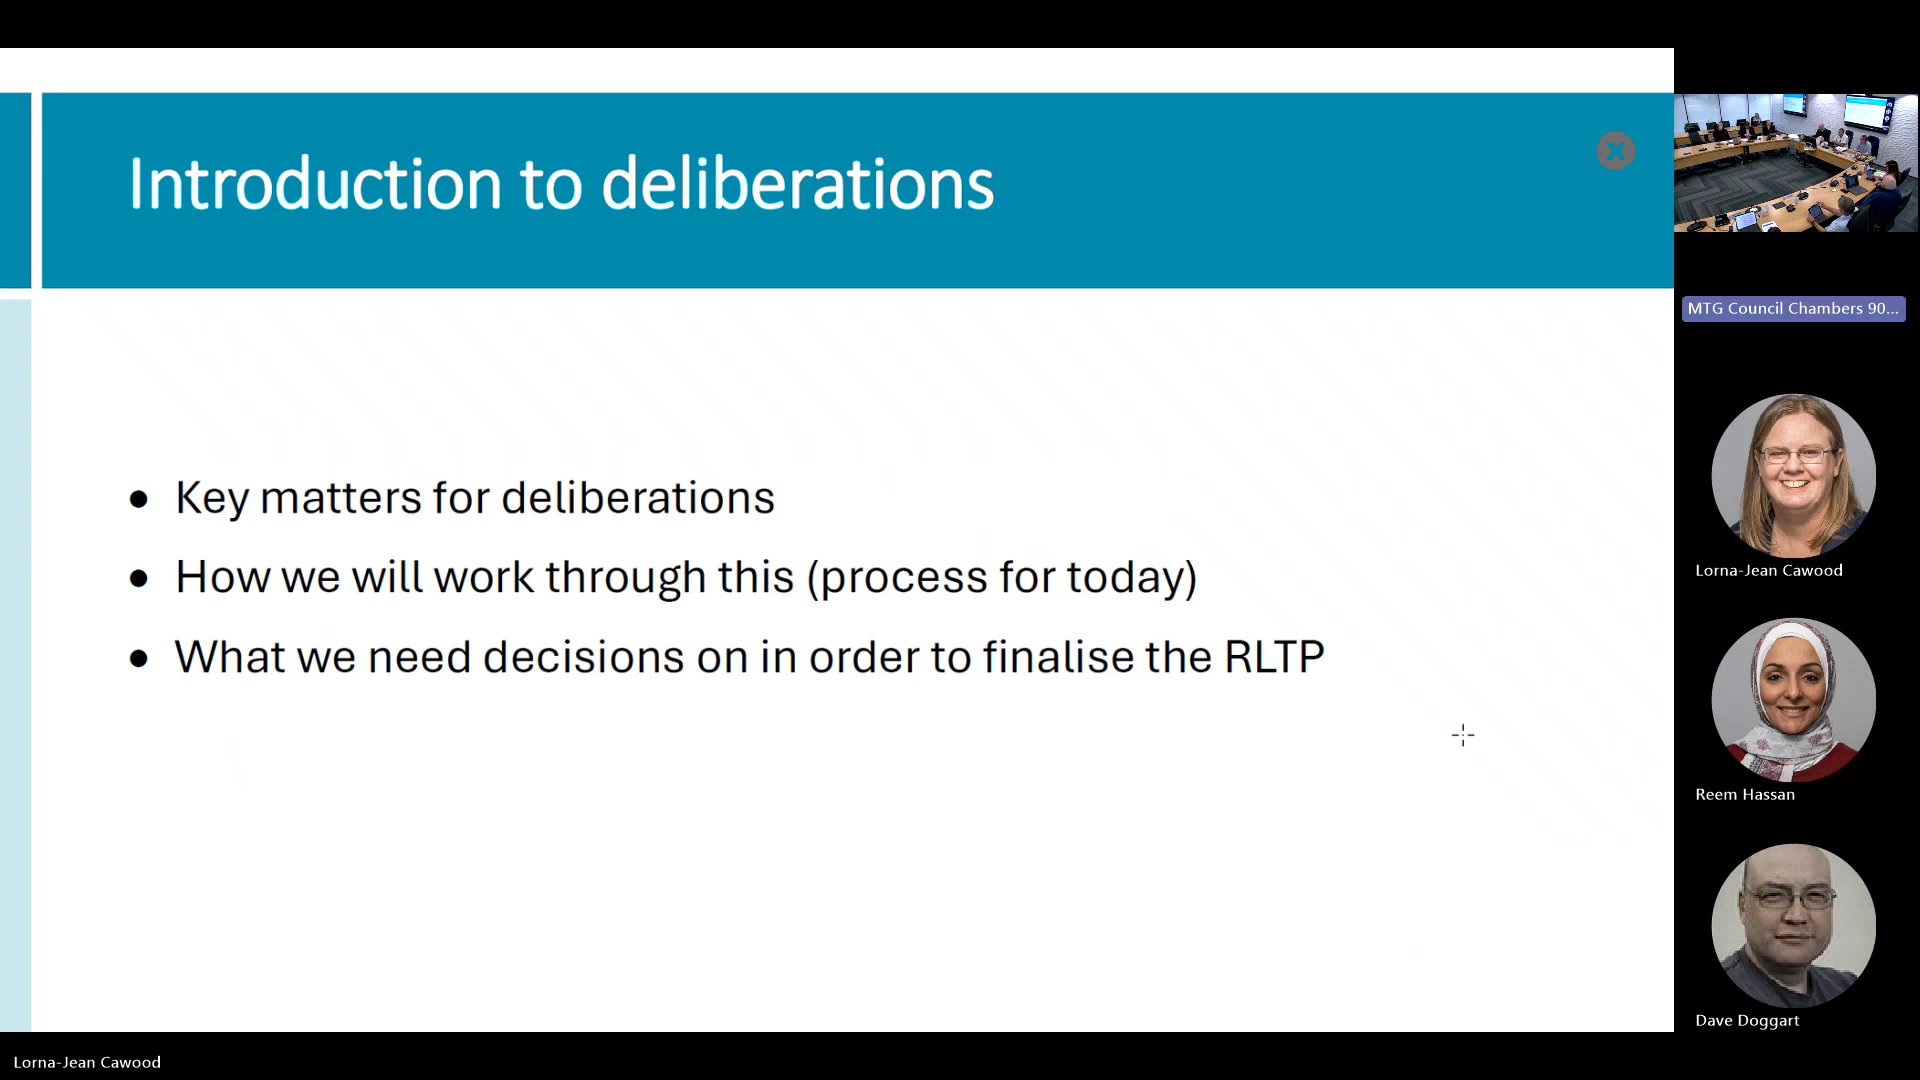 Introduction to deliberations
• Key matters for deliberations
• How we will work through this (process for today)
• What we need decisions on in order to finalise the RLTP
MTG Council Chambers 90...
Lorna-Jean Cawood
Reem Hassan
Dave Doggart
Lorna-Jean Cawood